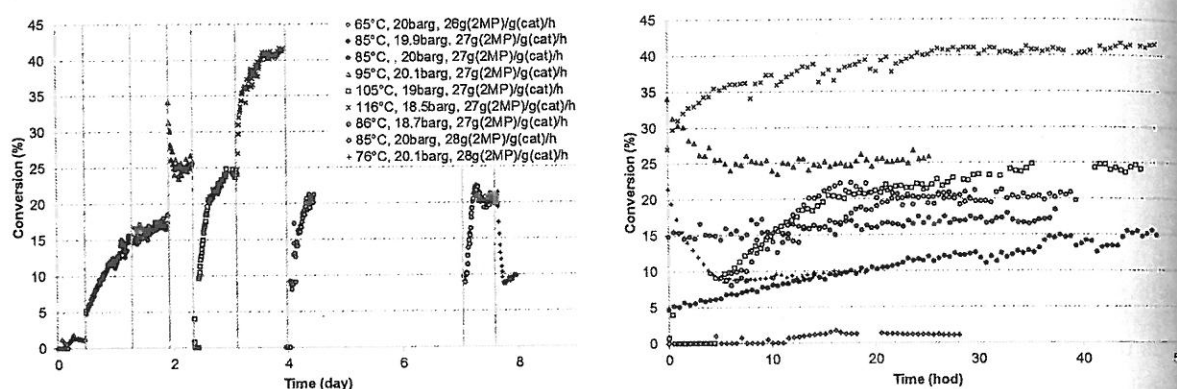 45
40
35
30
25
20
15
10
5
0
Conversion (%)
0
2
4
6
8
Time (day)
65°C, 20barg, 26g(2MP)/g(cat)/h
85°C, 19.9barg, 27g(2MP)/g(cat)/h
85°C, , 20barg, 27g(2MP)/g(cat)/h
95°C, 20.1barg, 27g(2MP)/g(cat)/h
105°C, 19barg, 27g(2MP)/g(cat)/h
116°C, 18.5barg, 27g(2MP)/g(cat)/h
86°C, 18.7barg, 27g(2MP)/g(cat)/h
85°C, 20barg, 28g(2MP)/g(cat)/h
76°C, 20.1barg, 28g(2MP)/g(cat)/h
45
40
35
30
25
20
15
10
5
0
Conversion (%)
0
10
20
30
40
Time (hod)